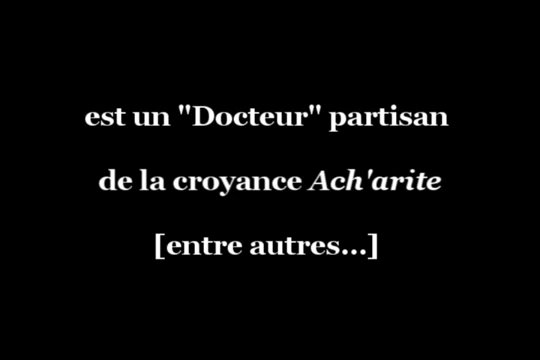 est un "Docteur" partisan
de la croyance Ach'arite
[entre autres...]